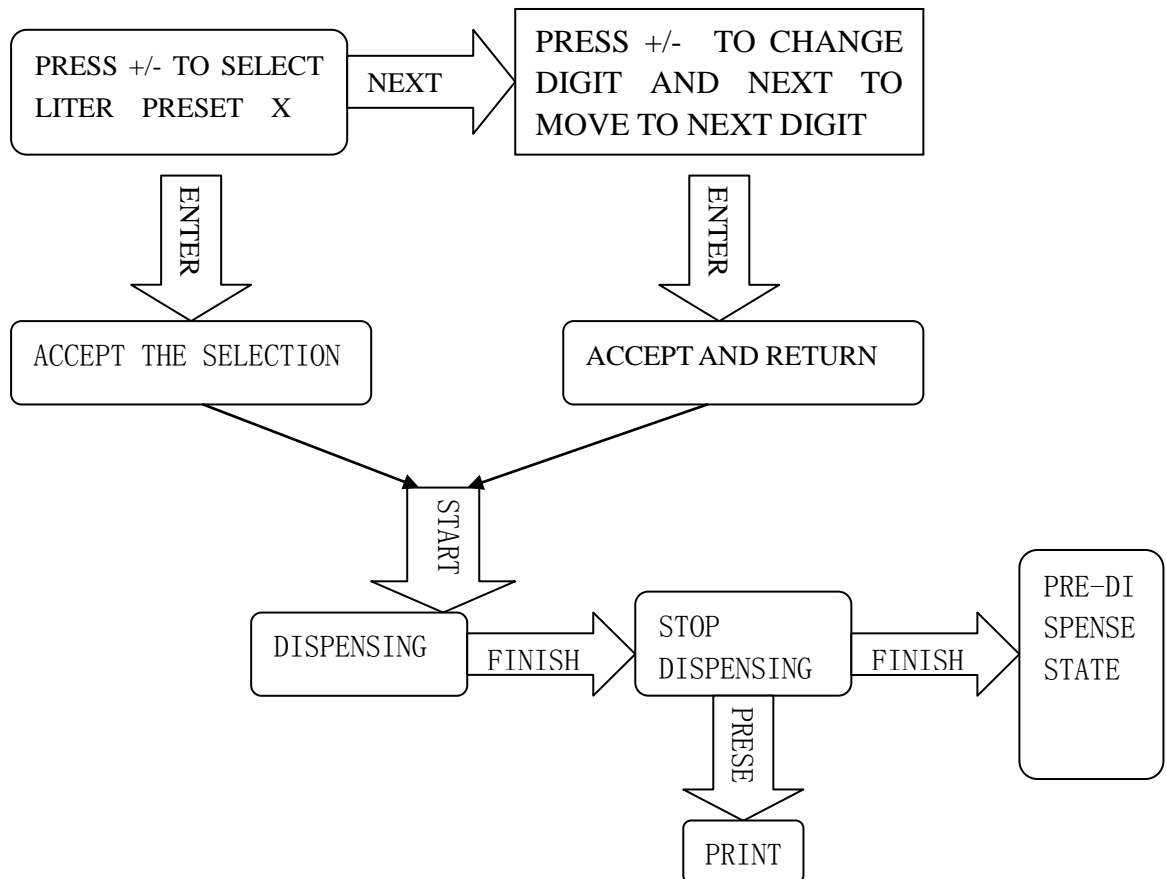 PRESS +/- TO SELECT
LITER PRESET X
NEXT
PRESS +/- TO CHANGE
DIGIT AND NEXT TO
MOVE TO NEXT DIGIT
ENTER
ENTER
ACCEPT THE SELECTION
ACCEPT AND RETURN
START
DISPENSING
FINISH
STOP
DISPENSING
FINISH
PRE-DI
SPENSE
STATE
PRESE
PRINT